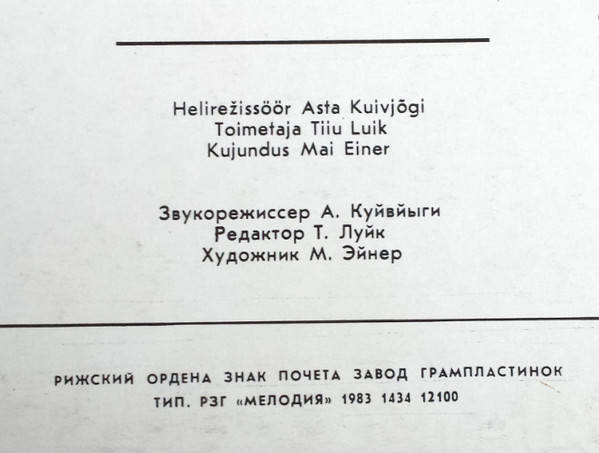 Helirežissöör Asta Kuivjõgi
Toimetaja Tiiu Luik
Kujundus Mai Einer
Звукорежиссер А. Куйвйыги
Редактор Т. Луйк
Художник М. Эйнер
РИЖСКИЙ ОРДЕНА ЗНАК ПОЧЕТА ЗАВОД ГРАМПЛАСТИНОК
ТИП. РЗГ «МЕЛОДИЯ» 1983 1434 12100